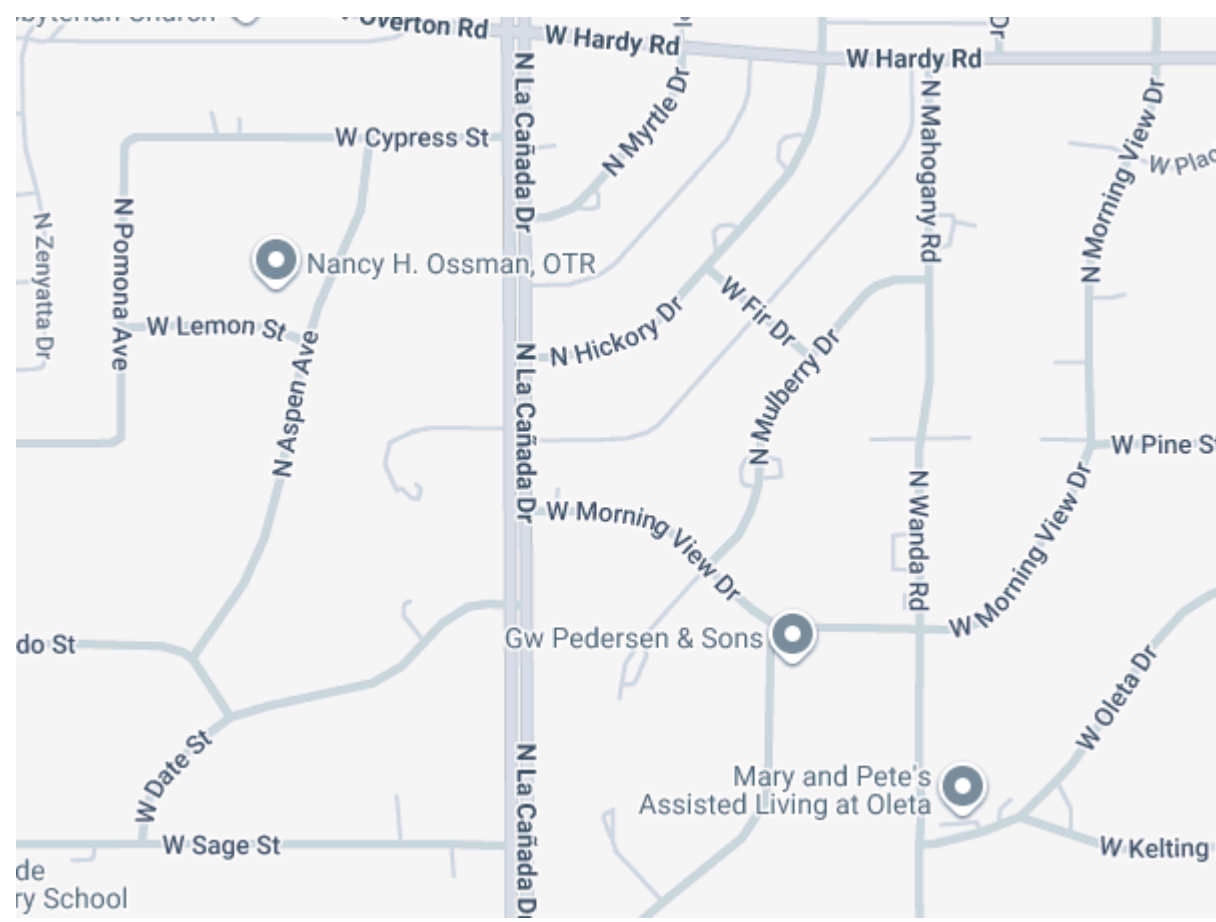 Overton Rd
W Hardy Rd
W Hardy Rd
N La Cañada Dr
N Myrtle Dr
N Mahogany Rd
N Morning View Dr
W Cypress St
N Pomona Ave
N Zenyatta Dr
Nancy H. Ossman, OTR
W Lemon St
N Aspen Ave
N La Cañada Dr
N Hickory Dr
W Fir Dr
N Mulberry Dr
W Pine St
W Morning View Dr
N Wanda Rd
W Morning View Dr
do St
Gw Pedersen & Sons
W Oleta Dr
W Date St
N La Cañada Dr
Mary and Pete's
Assisted Living at Oleta
W Sage St
W Kelting
de
ry School